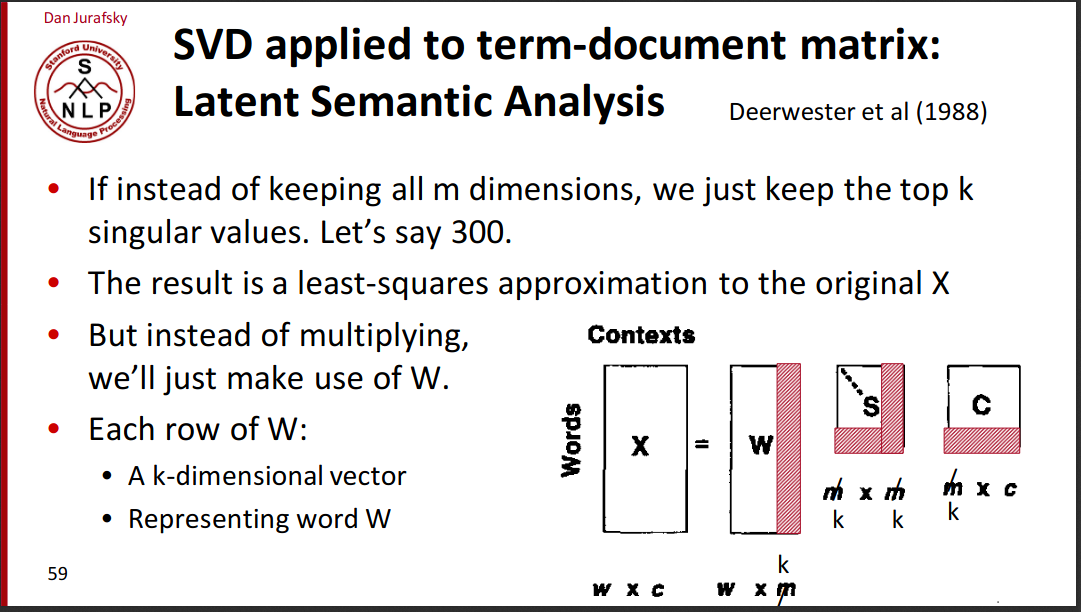 Dan Jurafsky
Stanford University
S
N L P
Natural Language Processing
SVD applied to term-document matrix:
Latent Semantic Analysis
Deerwester et al (1988)
• If instead of keeping all m dimensions, we just keep the top k
singular values. Let’s say 300.
• The result is a least-squares approximation to the original X
• But instead of multiplying,
we’ll just make use of W.
• Each row of W:
• A k-dimensional vector
• Representing word W
Contexts
Words
X = W S C
m x m
k k
m x c
k
k
w x c
w x m
59